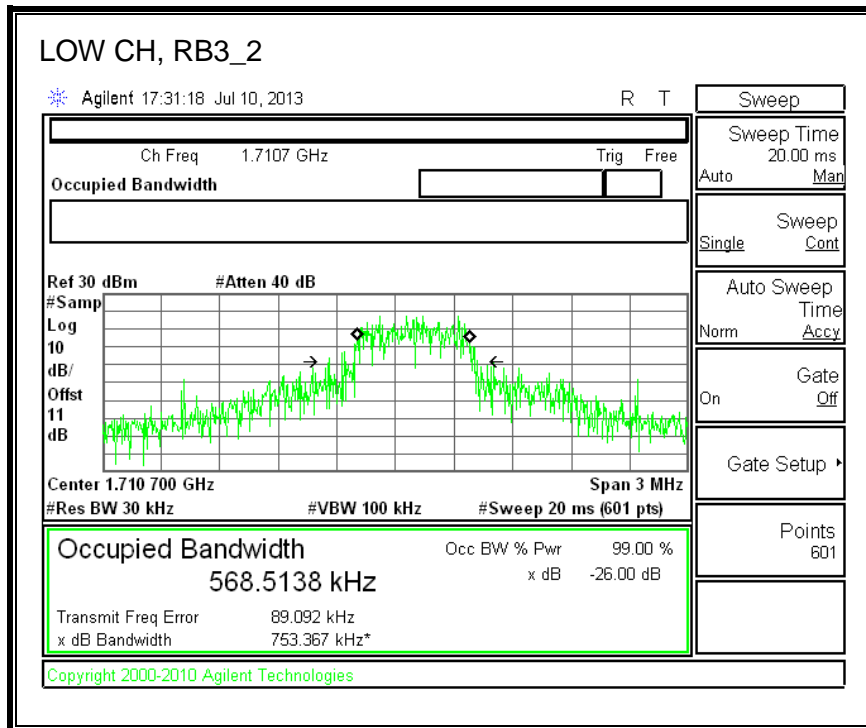 LOW CH, RB3_2
Agilent 17:31:18 Jul 10, 2013 R T
Sweep
Ch Freq 1.7107 GHz Trig Free
Occupied Bandwidth
Sweep Time
20.00 ms
Auto Man
Sweep
Single Cont
Auto Sweep
Time
Norm Accy
Gate
On Off
Gate Setup
Points
601
Ref 30 dBm #Atten 40 dB
#Samp
Log
10
dB/
Offst
11
dB
Center 1.710 700 GHz Span 3 MHz
#Res BW 30 kHz #VBW 100 kHz #Sweep 20 ms (601 pts)
Occupied Bandwidth Occ BW % Pwr 99.00 %
568.5138 kHz x dB -26.00 dB
Transmit Freq Error 89.092 kHz
x dB Bandwidth 753.367 kHz*
Copyright 2000-2010 Agilent Technologies